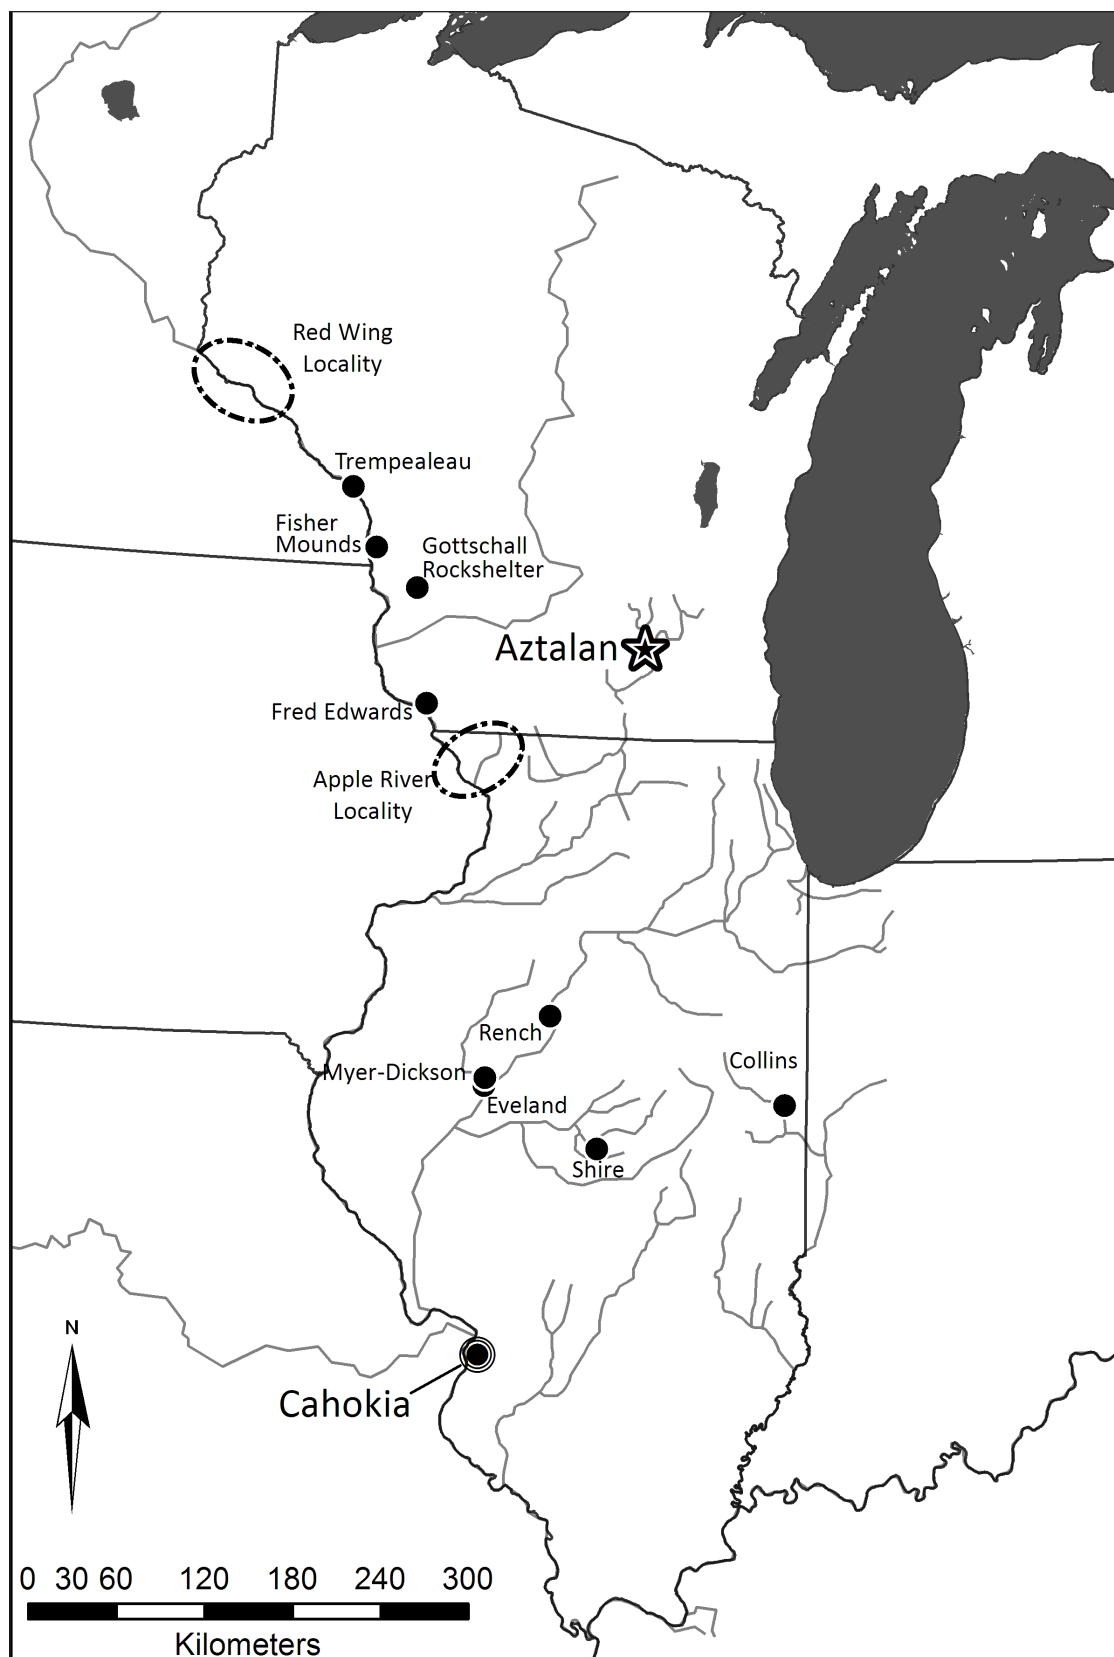 Red Wing
Locality
Trempealeau
Fisher
Mounds
Gottschall
Rockshelter
Aztalan
Fred Edwards
Apple River
Locality
Rench
Myer-Dickson
Collins
Eveland
Shire
N
Cahokia
0 30 60 120 180 240 300
Kilometers